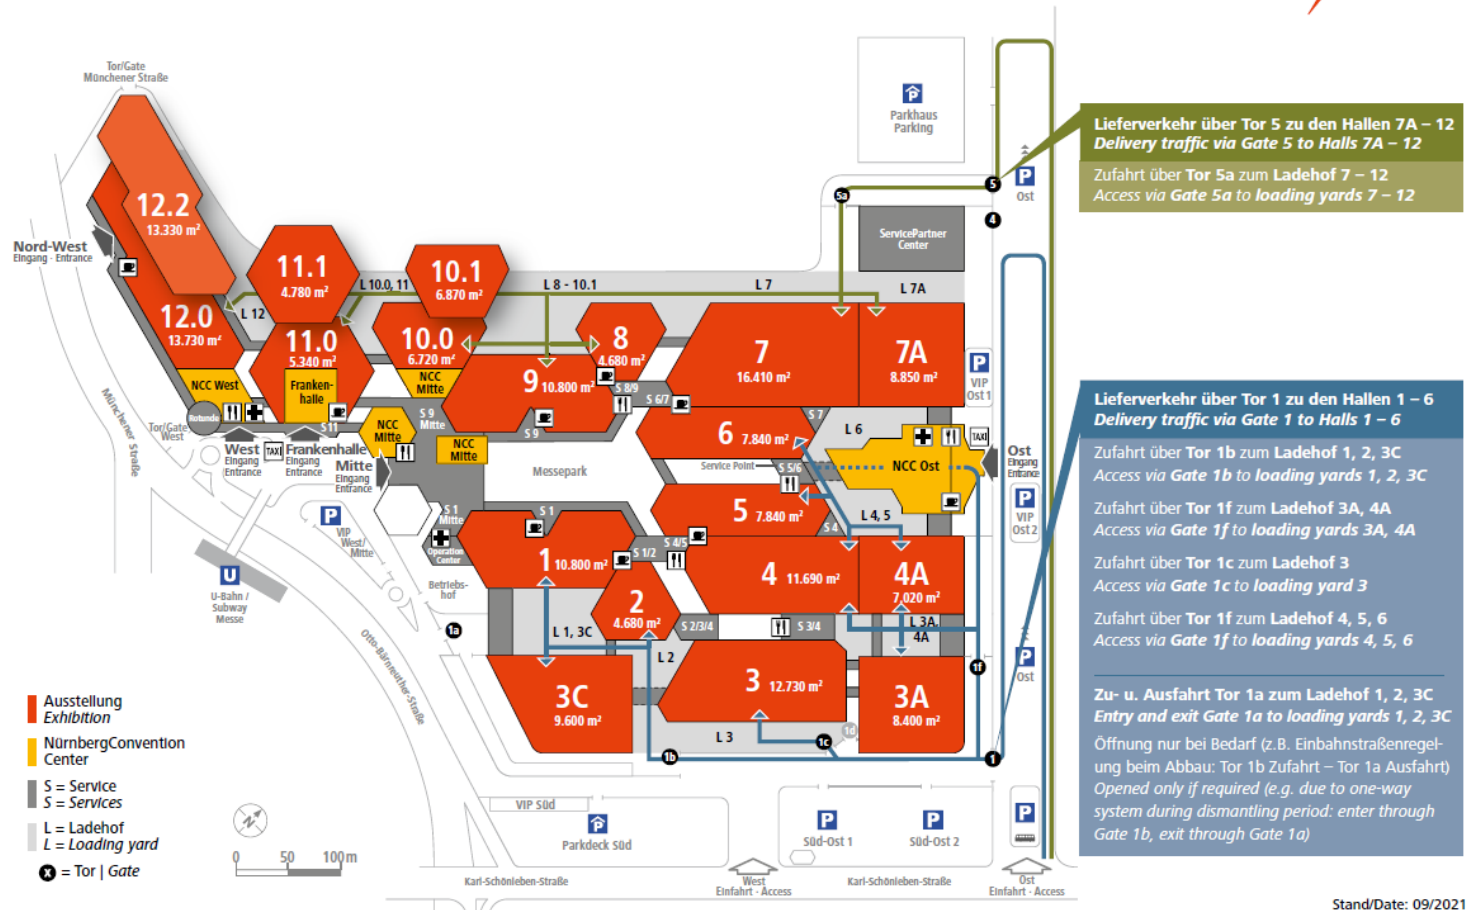 Tor/Gate
Münchener Straße
12.2
13.330 m²
Nord-West
Eingang · Entrance
12.0
13.730 m²
L 12
11.1
4.780 m²
L 10.0, 11
10.1
6.870 m²
L 8 - 10.1
L 7
L 7A
11.0
5.340 m²
10.0
6.720 m²
8
4.680 m²
9 10.800 m²
7
16.410 m²
7A
8.850 m²
NCC West
Franken-
halle
NCC
Mitte
Rotunde
S 11
NCC
Mitte
S 9
Mitte
NCC
Mitte
S 9
S 8/9
S 6/7
S 7
L 6
6 7.840 m²
Service Point
S 5/6
NCC Ost
Messepark
5 7.840 m²
S 4
L 4, 5
Tor/Gate
West
West
Eingang
Entrance
TAXI
Frankenhalle
Eingang
Entrance
Mitte
Eingang
Entrance
Münchener Straße
S 1
Mitte
S 1
Operation
Center
1 10.800 m²
S 1/2
S 4/5
2
4.680 m²
4 11.690 m²
4A
7.020 m²
P
VIP
West/
Mitte
U
U-Bahn /
Subway
Messe
Betriebs-
hof
1a
Otto-Bärnreuther-Straße
L 1, 3C
L 2
S 2/3/4
S 3/4
L 3A,
4A
3C
9.600 m²
3 12.730 m²
3A
8.400 m²
L 3
1b
1c
1d
1f
1
P
Parkhaus
Parking
ServicePartner
Center
5a
5
4
P
Ost
P
VIP
Ost 1
TAXI
Ost
Eingang
Entrance
P
VIP
Ost 2
P
Ost
P
VIP Süd
P
Parkdeck Süd
P
Süd-Ost 1
P
Süd-Ost 2
Karl-Schönleben-Straße
West
Einfahrt · Access
Karl-Schönleben-Straße
Ost
Einfahrt · Access
Ausstellung
Exhibition
NürnbergConvention
Center
S = Service
S = Services
L = Ladehof
L = Loading yard
x = Tor | Gate
N
0 50 100m
Lieferverkehr über Tor 5 zu den Hallen 7A – 12
Delivery traffic via Gate 5 to Halls 7A – 12
Zufahrt über Tor 5a zum Ladehof 7 – 12
Access via Gate 5a to loading yards 7 – 12
Lieferverkehr über Tor 1 zu den Hallen 1 – 6
Delivery traffic via Gate 1 to Halls 1 – 6
Zufahrt über Tor 1b zum Ladehof 1, 2, 3C
Access via Gate 1b to loading yards 1, 2, 3C
Zufahrt über Tor 1f zum Ladehof 3A, 4A
Access via Gate 1f to loading yards 3A, 4A
Zufahrt über Tor 1c zum Ladehof 3
Access via Gate 1c to loading yard 3
Zufahrt über Tor 1f zum Ladehof 4, 5, 6
Access via Gate 1f to loading yards 4, 5, 6
Zu- u. Ausfahrt Tor 1a zum Ladehof 1, 2, 3C
Entry and exit Gate 1a to loading yards 1, 2, 3C
Öffnung nur bei Bedarf (z.B. Einbahnstraßenregel-
ung beim Abbau: Tor 1b Zufahrt – Tor 1a Ausfahrt)
Opened only if required (e.g. due to one-way
system during dismantling period: enter through
Gate 1b, exit through Gate 1a)
Stand/Date: 09/2021